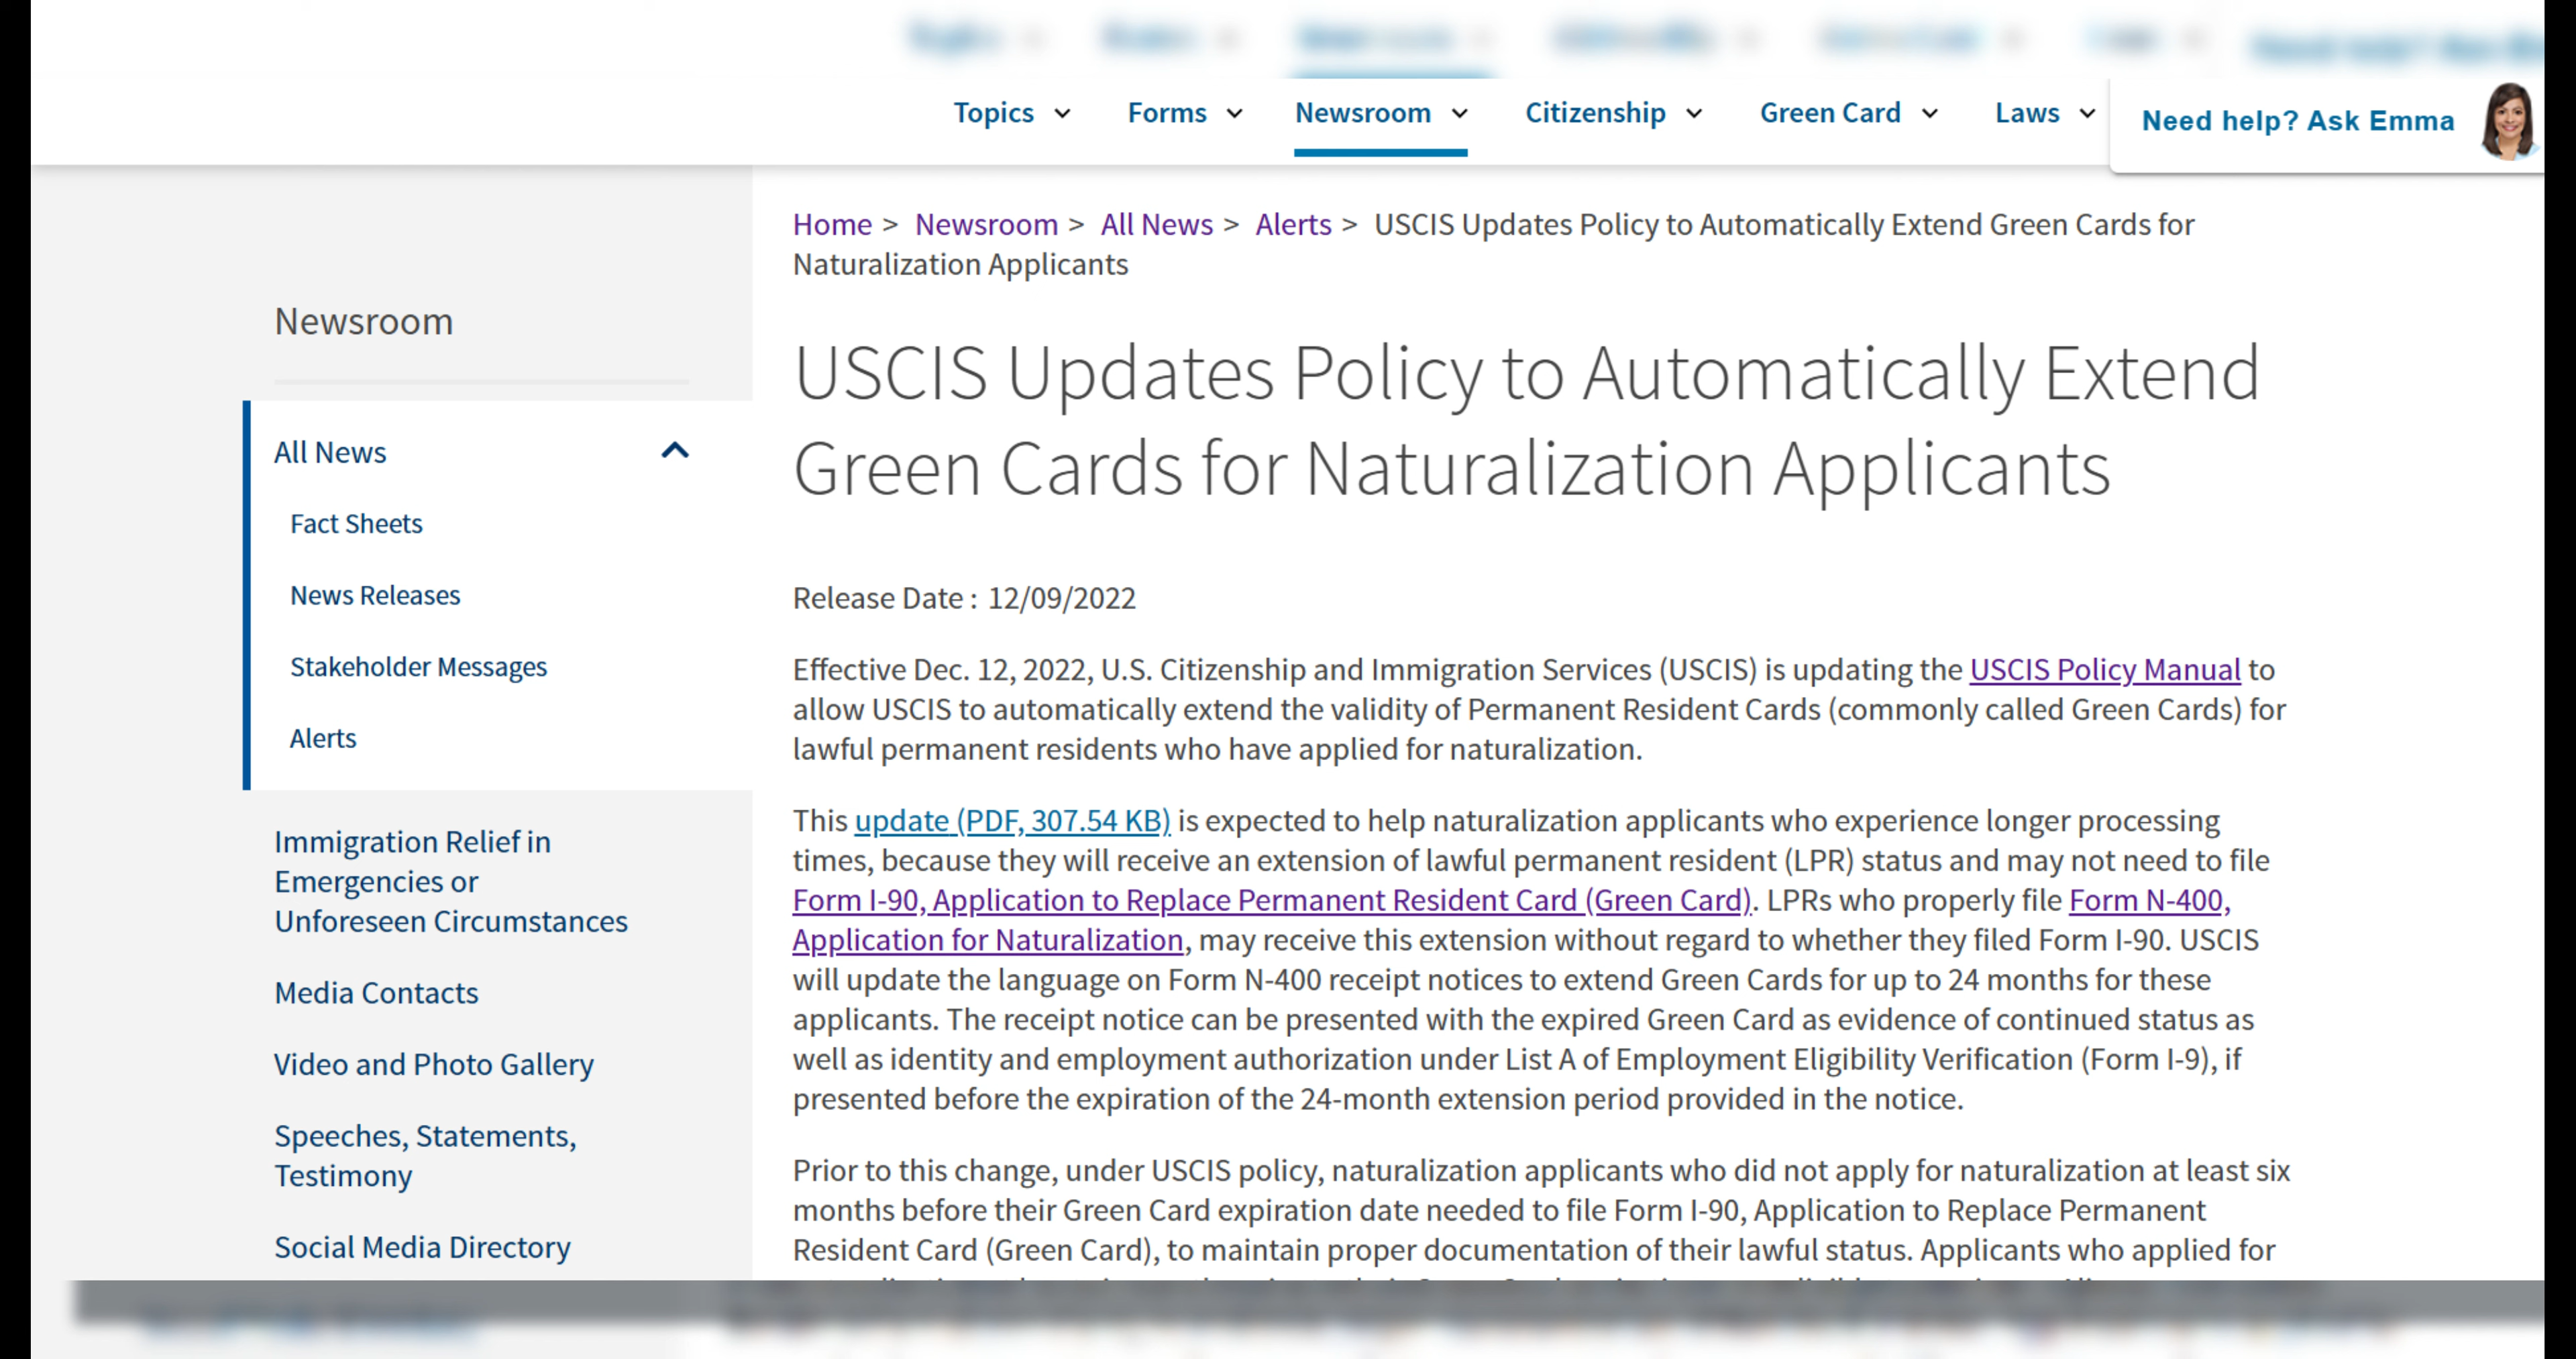 Topics
Forms
Newsroom
Citizenship
Green Card
Laws
Need help? Ask Emma
Home > Newsroom > All News > Alerts > USCIS Updates Policy to Automatically Extend Green Cards for
Naturalization Applicants
Newsroom
All News
Fact Sheets
News Releases
Stakeholder Messages
Alerts
Immigration Relief in
Emergencies or
Unforeseen Circumstances
Media Contacts
Video and Photo Gallery
Speeches, Statements,
Testimony
Social Media Directory
USCIS Updates Policy to Automatically Extend
Green Cards for Naturalization Applicants
Release Date : 12/09/2022
Effective Dec. 12, 2022, U.S. Citizenship and Immigration Services (USCIS) is updating the USCIS Policy Manual to
allow USCIS to automatically extend the validity of Permanent Resident Cards (commonly called Green Cards) for
lawful permanent residents who have applied for naturalization.
This update (PDF, 307.54 KB) is expected to help naturalization applicants who experience longer processing
times, because they will receive an extension of lawful permanent resident (LPR) status and may not need to file
Form I-90, Application to Replace Permanent Resident Card (Green Card). LPRs who properly file Form N-400,
Application for Naturalization, may receive this extension without regard to whether they filed Form I-90. USCIS
will update the language on Form N-400 receipt notices to extend Green Cards for up to 24 months for these
applicants. The receipt notice can be presented with the expired Green Card as evidence of continued status as
well as identity and employment authorization under List A of Employment Eligibility Verification (Form I-9), if
presented before the expiration of the 24-month extension period provided in the notice.
Prior to this change, under USCIS policy, naturalization applicants who did not apply for naturalization at least six
months before their Green Card expiration date needed to file Form I-90, Application to Replace Permanent
Resident Card (Green Card), to maintain proper documentation of their lawful status. Applicants who applied for